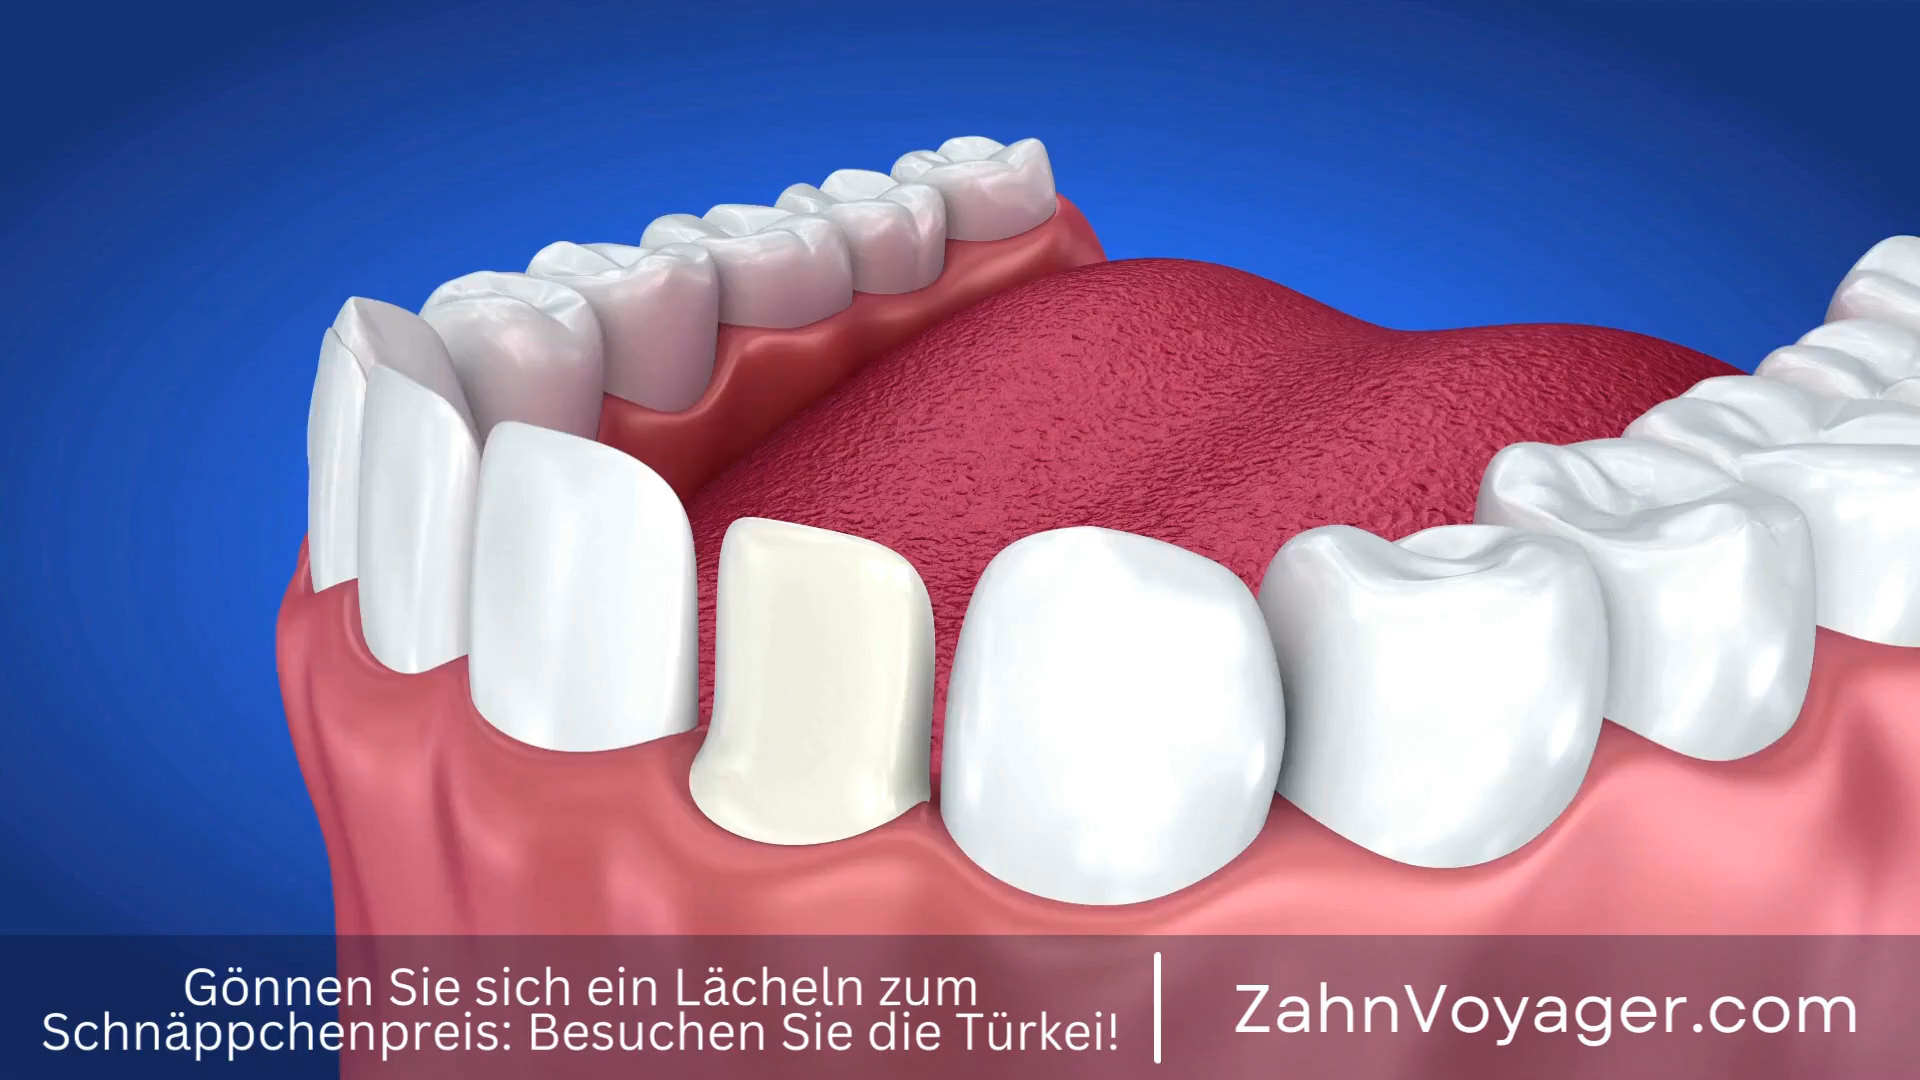 Gönnen Sie sich ein Lächeln zum
Schnäppchenpreis: Besuchen Sie die Türkei!
ZahnVoyager.com